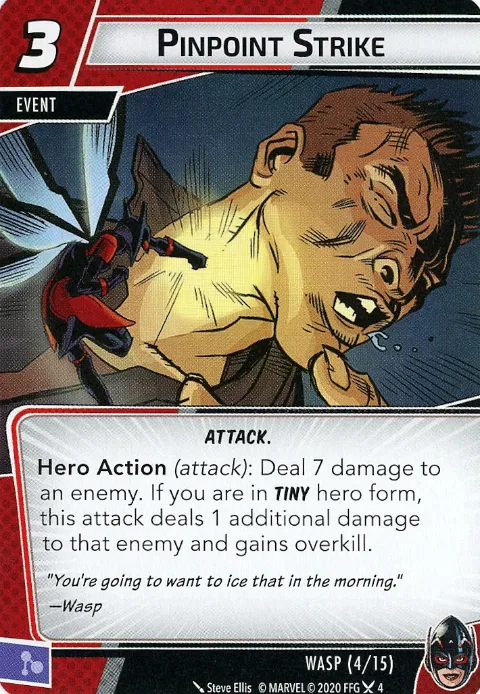 3
PINPOINT STRIKE
EVENT
ATTACK.
Hero Action (attack): Deal 7 damage to
an enemy. If you are in TINY hero form,
this attack deals 1 additional damage
to that enemy and gains overkill.
"You're going to want to ice that in the morning."
—Wasp
WASP (4/15)
Steve Ellis © MARVEL © 2020 FFG 4